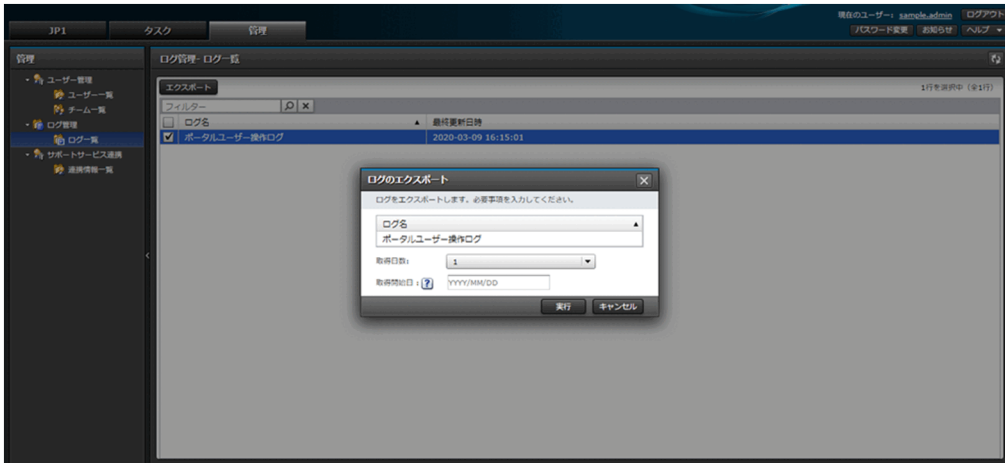 現在のユーザー: sample.admin ログアウト
JP1 タスク 管理
パスワード変更 お知らせ ヘルプ
管理
ログ管理- ログ一覧
ユーザー管理
ユーザー一覧
チーム一覧
ログ管理
ログ一覧
サポートサービス連携
連携情報一覧
エクスポート
1行を選択中 (全1行)
フィルター
ログ名 最終更新日時
ポータルユーザー操作ログ 2020-03-09 16:15:01
ログのエクスポート
ログをエクスポートします。必要事項を入力してください。
ログ名
ポータルユーザー操作ログ
取得日数: 1
取得開始日 : ? YYYY/MM/DD
実行 キャンセル